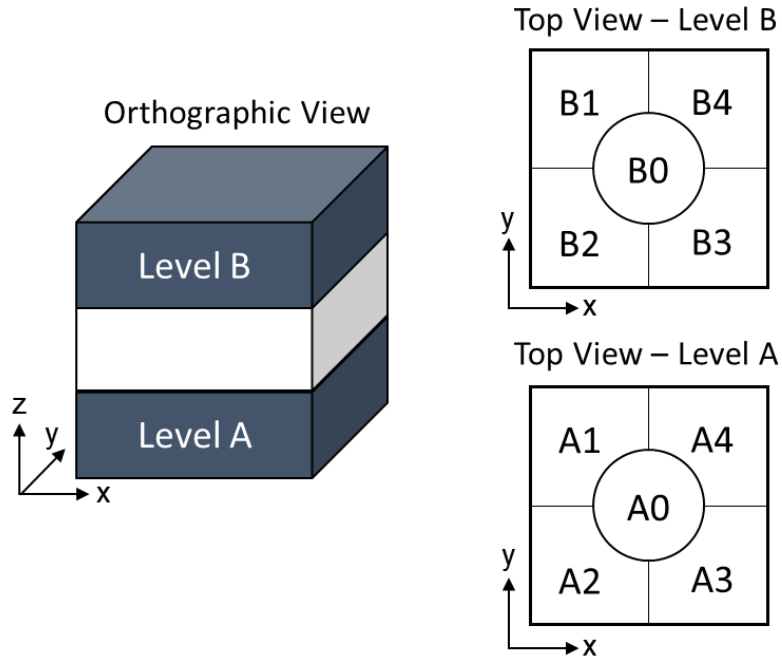 Orthographic View
Level B
Level A
z
y
x
Top View – Level B
B1
B4
B0
B2
B3
y
x
Top View – Level A
A1
A4
A0
A2
A3
y
x